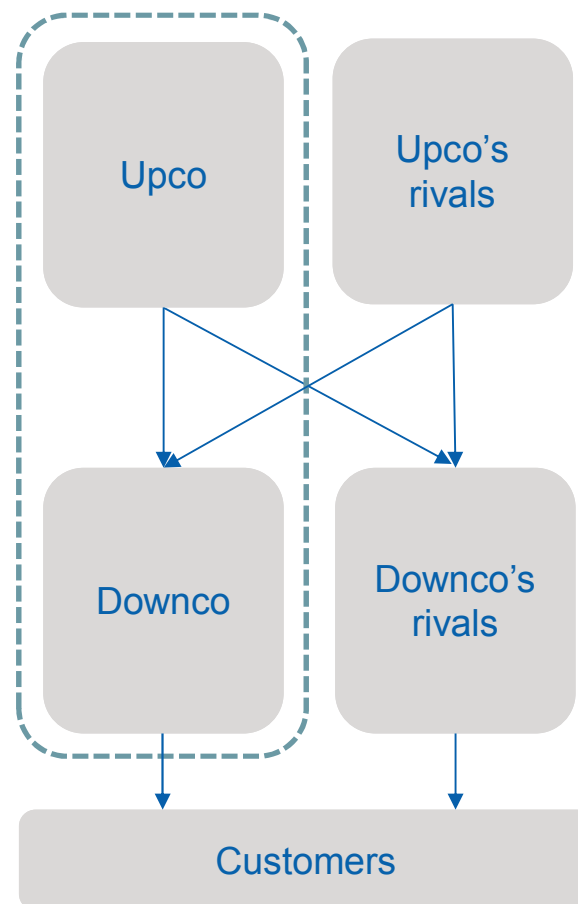 Upco
Upco’s
rivals
Downco
Downco’s
rivals
Customers